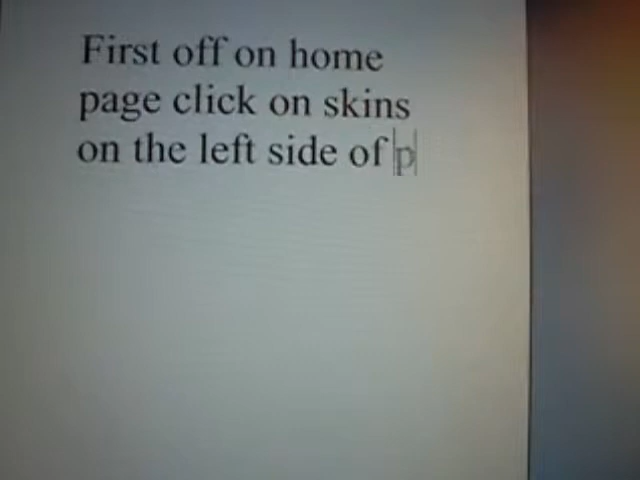 First off on home
page click on skins
on the left side of p